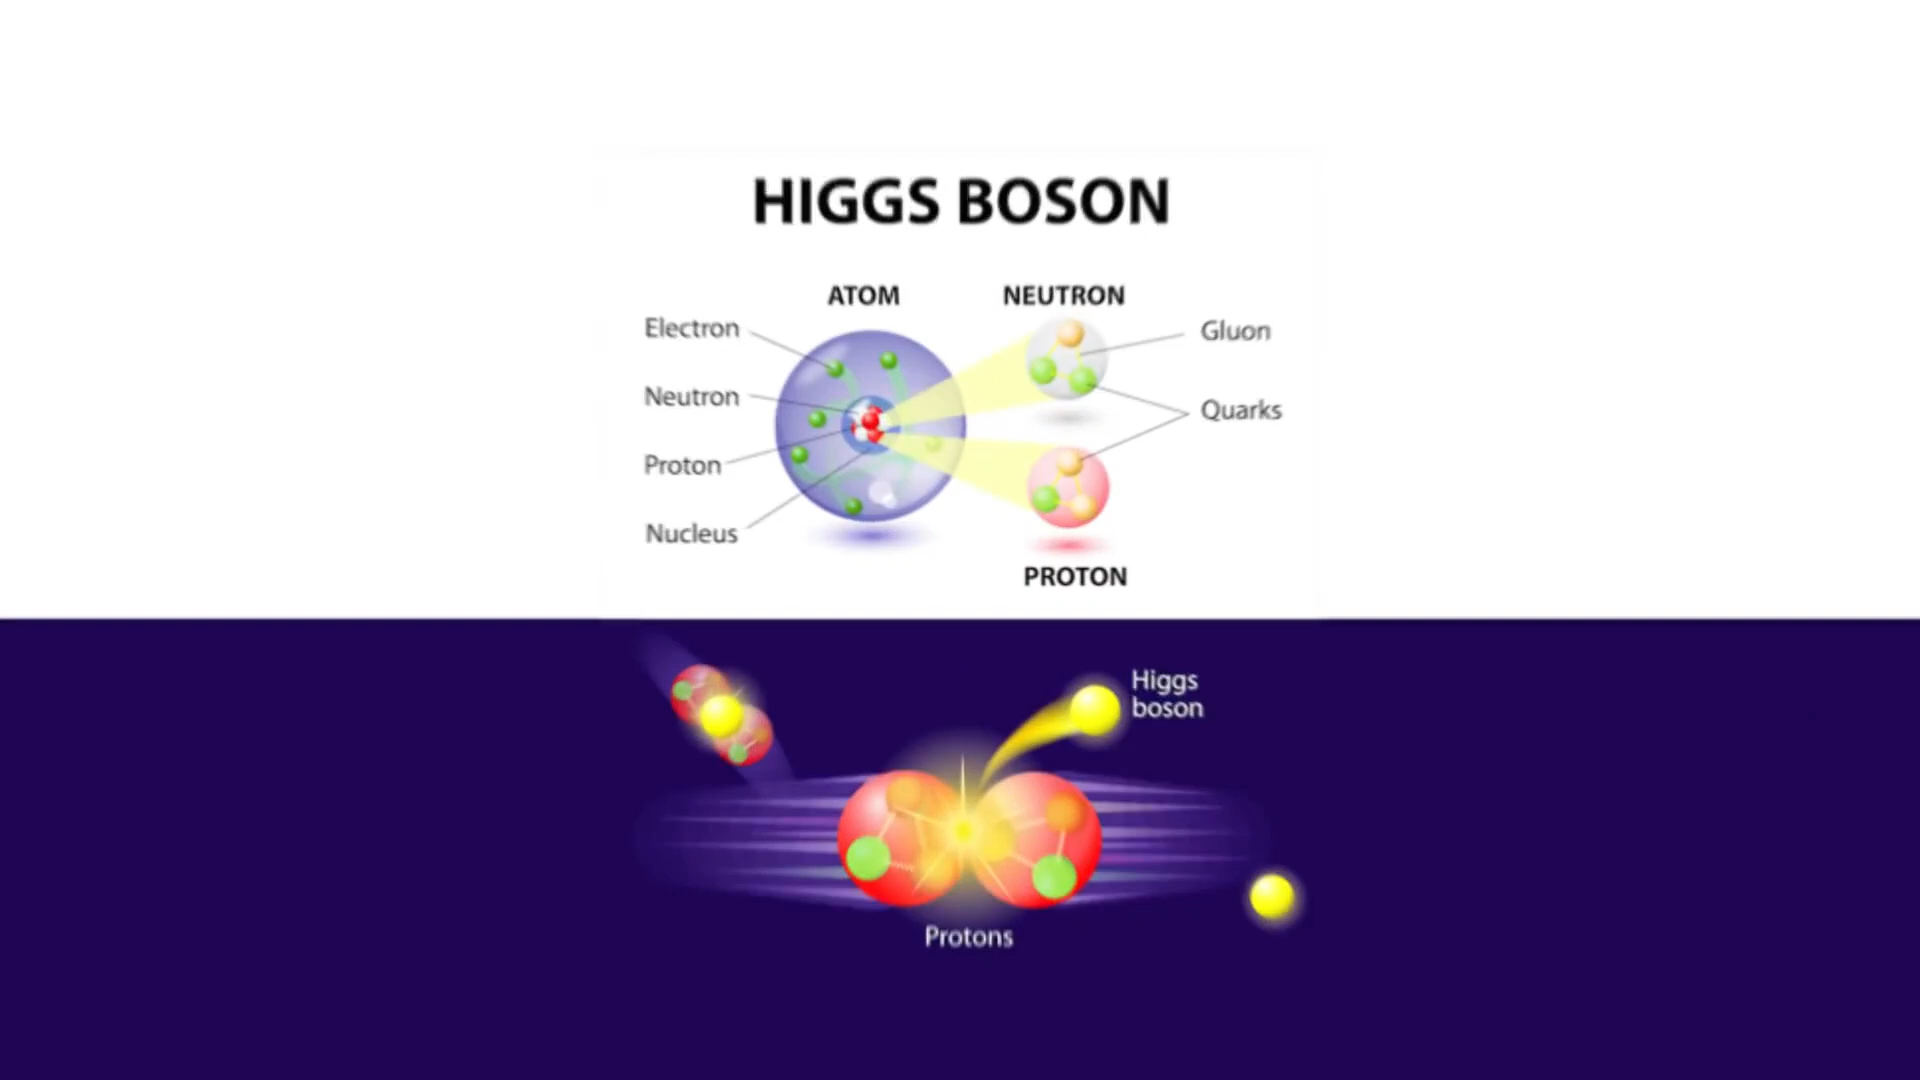 HIGGS BOSON
ATOM
NEUTRON
Electron
Gluon
Neutron
Quarks
Proton
Nucleus
PROTON
Higgs
boson
Protons